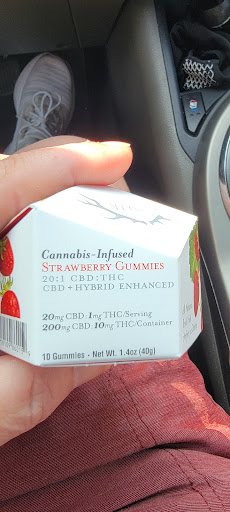 Cannabis-Infused
STRAWBERRY GUMMIES
20:1 CBD:THC
CBD + HYBRID ENHANCED
20mg CBD:1mg THC/Serving
200mg CBD:10mg THC/Container
10 Gummies • Net Wt. 1.4oz (40g)